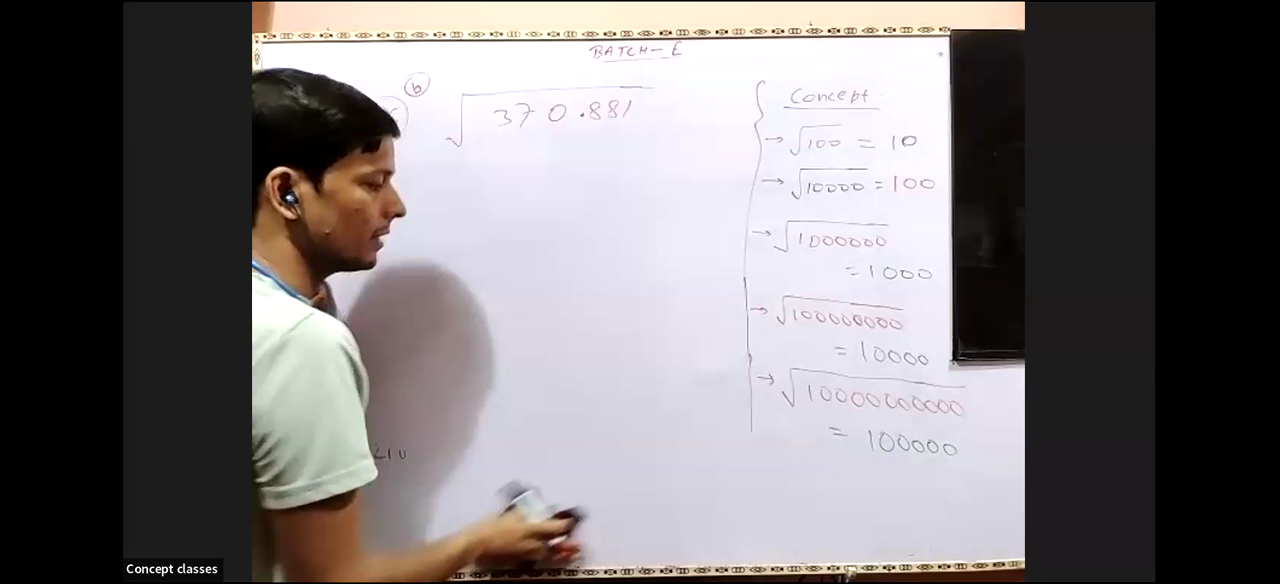 BATCH-E
(b)
√370.881
Concept
→ √100 = 10
→ √10000 = 100
→ √1000000
= 1000
→ √100000000
= 10000
→ √10000000000
= 100000
Concept classes